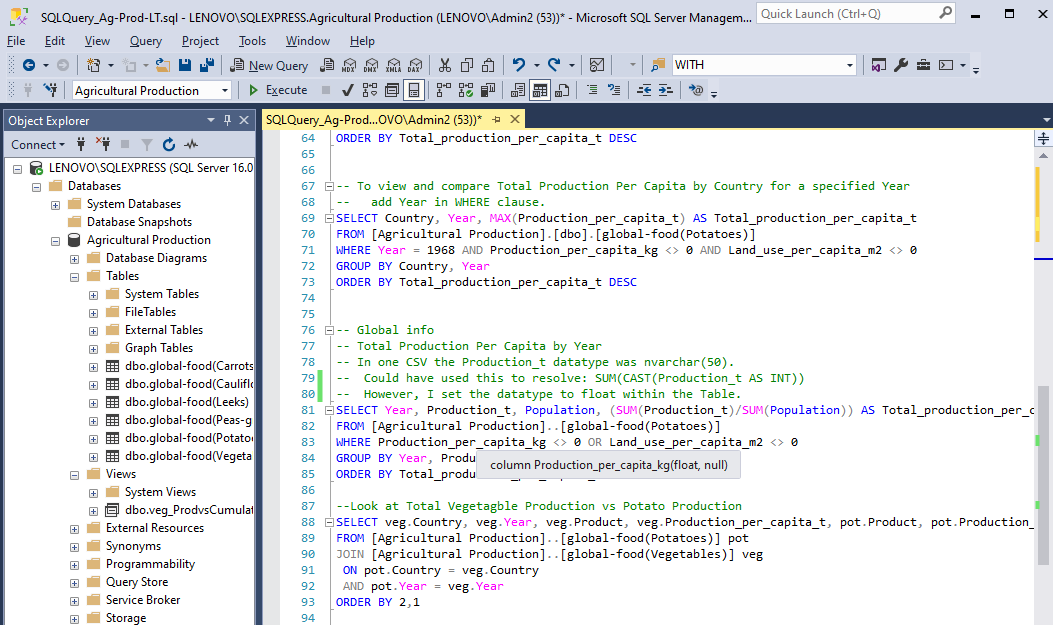 SQLQuery_Ag-Prod-LT.sql - LENOVO\SQLEXPRESS.Agricultural Production (LENOVO\Admin2 (53))* - Microsoft SQL Server Managem...
Quick Launch (Ctrl+Q)
File Edit View Query Project Tools Window Help
New Query
MDX DMX XMLA DAX
WITH
Agricultural Production
Execute
Object Explorer
SQLQuery_Ag-Prod...OVO\Admin2 (53))*
Connect
LENOVO\SQLEXPRESS (SQL Server 16.0
Databases
System Databases
Database Snapshots
Agricultural Production
Database Diagrams
Tables
System Tables
FileTables
External Tables
Graph Tables
dbo.global-food(Carrots
dbo.global-food(Caulifl
dbo.global-food(Leeks)
dbo.global-food(Peas-g
dbo.global-food(Potato
dbo.global-food(Vegeta
Views
System Views
dbo.veg_ProdvsCumulat
External Resources
Synonyms
Programmability
Query Store
Service Broker
Storage
64 ORDER BY Total_production_per_capita_t DESC
65
66
67 -- To view and compare Total Production Per Capita by Country for a specified Year
68 --   add Year in WHERE clause.
69 SELECT Country, Year, MAX(Production_per_capita_t) AS Total_production_per_capita_t
70 FROM [Agricultural Production].[dbo].[global-food(Potatoes)]
71 WHERE Year = 1968 AND Production_per_capita_kg <> 0 AND Land_use_per_capita_m2 <> 0
72 GROUP BY Country, Year
73 ORDER BY Total_production_per_capita_t DESC
74
75
76 -- Global info
77 -- Total Production Per Capita by Year
78 -- In one CSV the Production_t datatype was nvarchar(50).
79 --  Could have used this to resolve: SUM(CAST(Production_t AS INT))
80 --  However, I set the datatype to float within the Table.
81 SELECT Year, Production_t, Population, (SUM(Production_t)/SUM(Population)) AS Total_production_per_c
82 FROM [Agricultural Production]..[global-food(Potatoes)]
83 WHERE Production_per_capita_kg <> 0 OR Land_use_per_capita_m2 <> 0
84 GROUP BY Year, Produ
column Production_per_capita_kg(float, null)
85 ORDER BY Total_produ
86
87 --Look at Total Vegetagble Production vs Potato Production
88 SELECT veg.Country, veg.Year, veg.Product, veg.Production_per_capita_t, pot.Product, pot.Production_
89 FROM [Agricultural Production]..[global-food(Potatoes)] pot
90 JOIN [Agricultural Production]..[global-food(Vegetables)] veg
91 ON pot.Country = veg.Country
92 AND pot.Year = veg.Year
93 ORDER BY 2,1
94